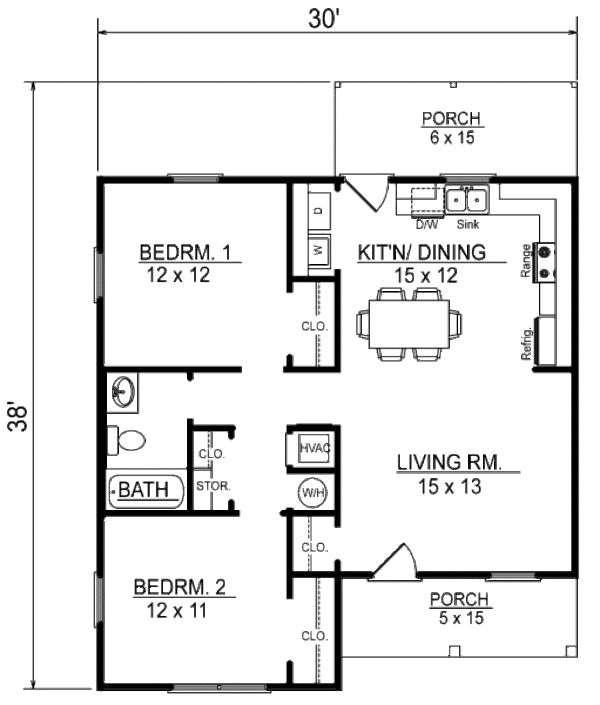 30'
PORCH
6 x 15
D
D/W
Sink
W
BEDRM. 1
12 x 12
KIT'N/ DINING
15 x 12
Range
CLO.
Refrig.
38'
HVAC
CLO.
LIVING RM.
15 x 13
BATH
STOR.
W/H
CLO.
BEDRM. 2
12 x 11
PORCH
5 x 15
CLO.